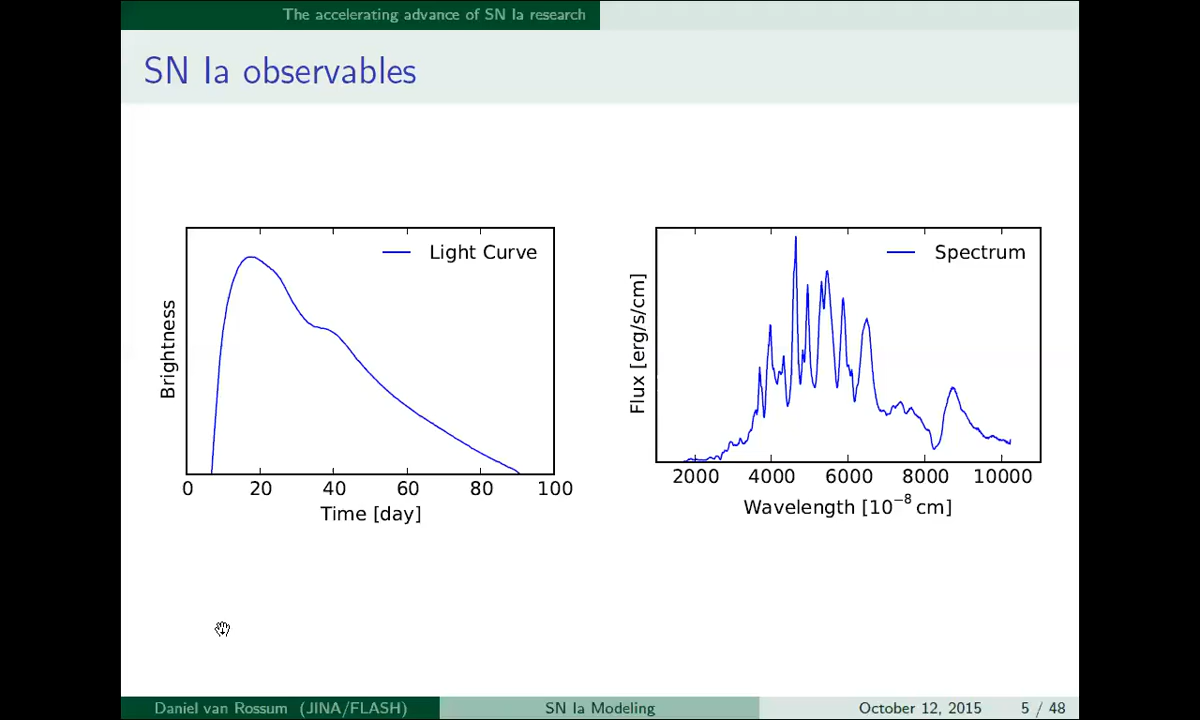 The accelerating advance of SN Ia research
SN Ia observables
Light Curve
Brightness
0 20 40 60 80 100
Time [day]
Spectrum
Flux [erg/s/cm]
2000 4000 6000 8000 10000
Wavelength [10⁻⁸ cm]
Daniel van Rossum (JINA/FLASH) SN Ia Modeling October 12, 2015 5 / 48